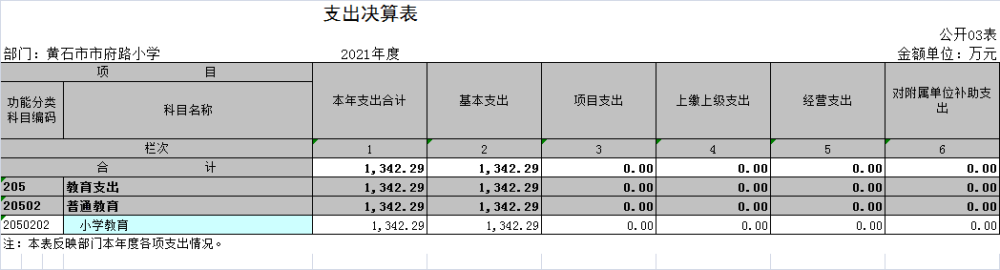 支出决算表
公开03表
部门：黄石市市府路小学 2021年度 金额单位：万元
项 目 本年支出合计 基本支出 项目支出 上缴上级支出 经营支出 对附属单位补助支出
功能分类科目编码 科目名称
栏次 1 2 3 4 5 6
合 计 1,342.29 1,342.29 0.00 0.00 0.00 0.00
205 教育支出 1,342.29 1,342.29 0.00 0.00 0.00 0.00
20502 普通教育 1,342.29 1,342.29 0.00 0.00 0.00 0.00
2050202 小学教育 1,342.29 1,342.29 0.00 0.00 0.00 0.00
注：本表反映部门本年度各项支出情况。